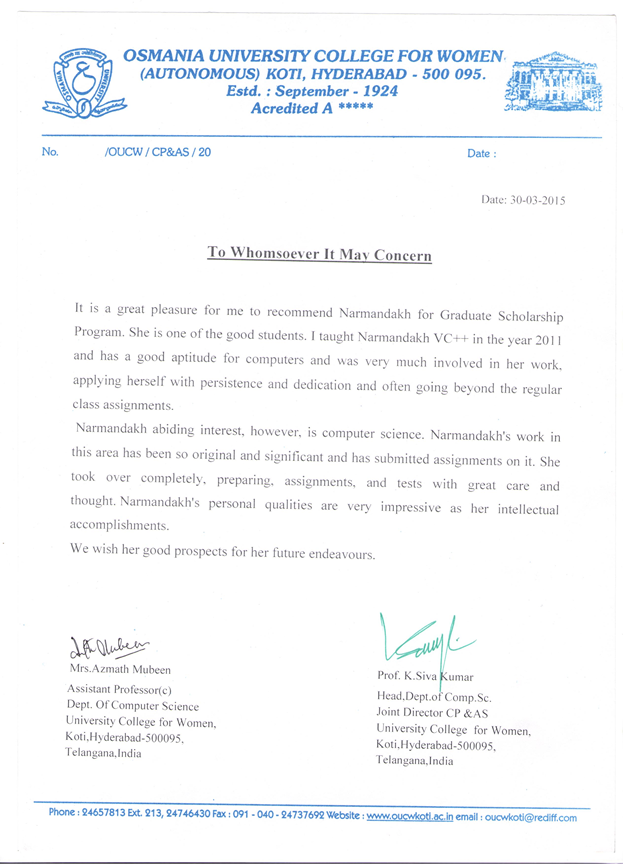 OSMANIA UNIVERSITY COLLEGE FOR WOMEN.
(AUTONOMOUS) KOTI, HYDERABAD - 500 095.
Estd. : September - 1924
Acredited A *****
OSMANIA UNIVERSITY
No. /OUCW / CP&AS / 20
Date :
Date: 30-03-2015
To Whomsoever It May Concern
It is a great pleasure for me to recommend Narmandakh for Graduate Scholarship
Program. She is one of the good students. I taught Narmandakh VC++ in the year 2011
and has a good aptitude for computers and was very much involved in her work,
applying herself with persistence and dedication and often going beyond the regular
class assignments.
Narmandakh abiding interest, however, is computer science. Narmandakh's work in
this area has been so original and significant and has submitted assignments on it. She
took over completely, preparing, assignments, and tests with great care and
thought. Narmandakh's personal qualities are very impressive as her intellectual
accomplishments.
We wish her good prospects for her future endeavours.
Mubeen
Mrs.Azmath Mubeen
Assistant Professor(c)
Dept. Of Computer Science
University College for Women,
Koti,Hyderabad-500095,
Telangana,India
Prof. K.Siva Kumar
Head,Dept.of Comp.Sc.
Joint Director CP &AS
University College for Women,
Koti,Hyderabad-500095,
Telangana,India
Phone : 24657813 Ext. 213, 24746430 Fax : 091 - 040 - 24737692 Website : www.oucwkoti.ac.in email : oucwkoti@rediff.com